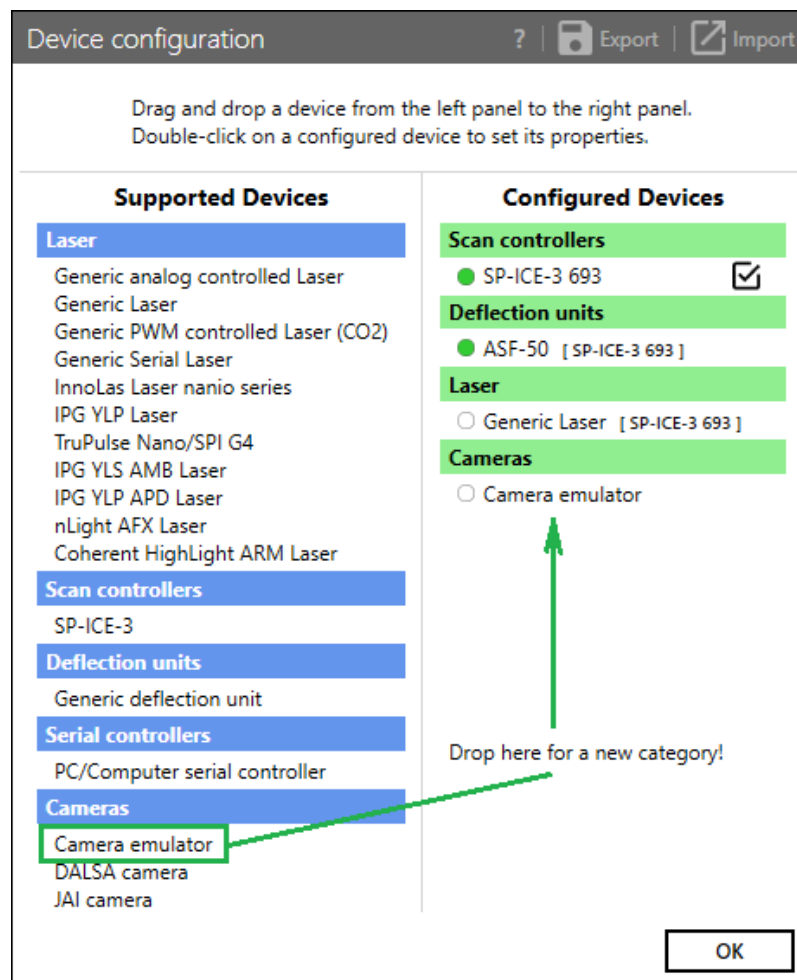 Device configuration
? | Export | Import
Drag and drop a device from the left panel to the right panel.
Double-click on a configured device to set its properties.
Supported Devices
Laser
Generic analog controlled Laser
Generic Laser
Generic PWM controlled Laser (CO2)
Generic Serial Laser
InnoLas Laser nanio series
IPG YLP Laser
TruPulse Nano/SPI G4
IPG YLS AMB Laser
IPG YLP APD Laser
nLight AFX Laser
Coherent HighLight ARM Laser
Scan controllers
SP-ICE-3
Deflection units
Generic deflection unit
Serial controllers
PC/Computer serial controller
Cameras
Camera emulator
DALSA camera
JAI camera
Configured Devices
Scan controllers
SP-ICE-3 693
Deflection units
ASF-50 [ SP-ICE-3 693 ]
Laser
Generic Laser [ SP-ICE-3 693 ]
Cameras
Camera emulator
Drop here for a new category!
OK